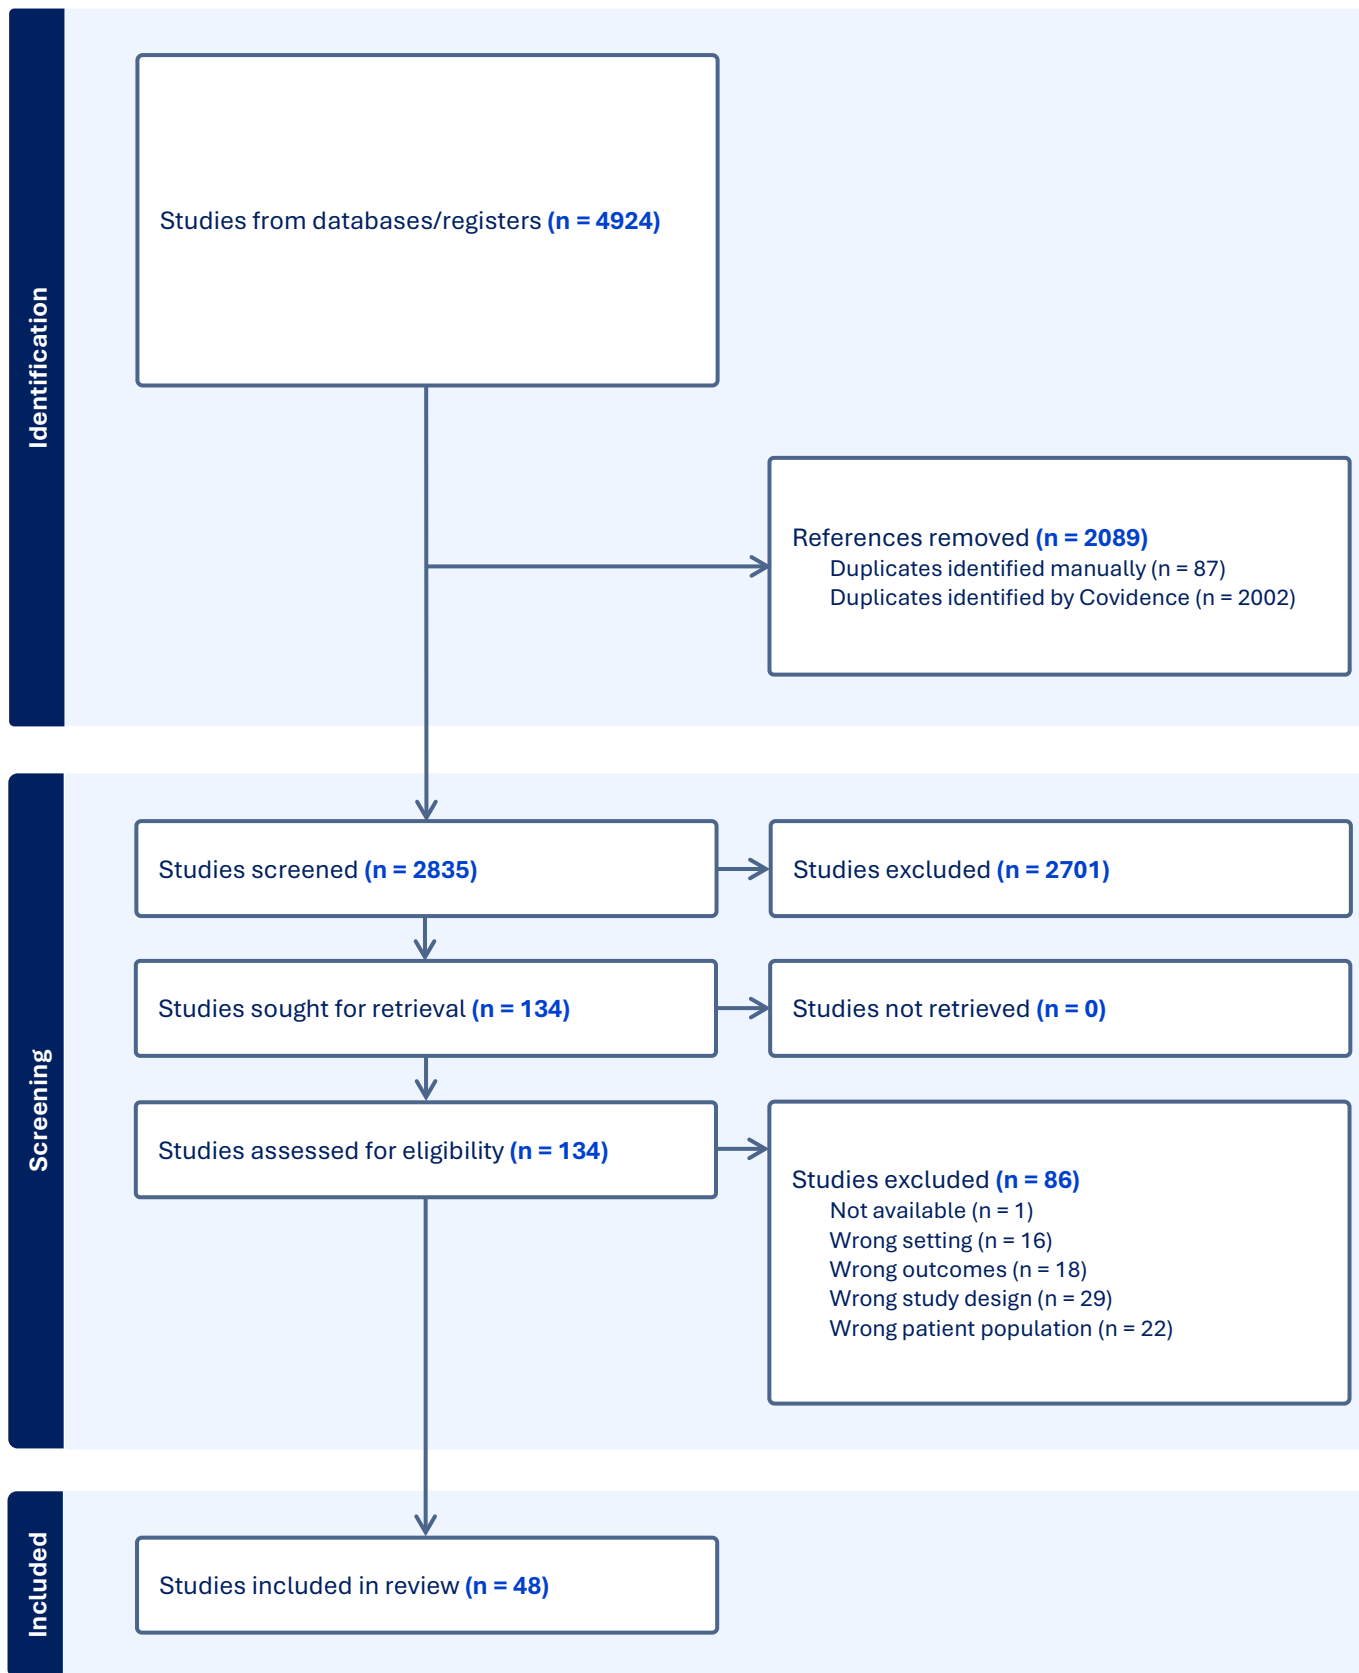 Identification
Studies from databases/registers (n = 4924)
References removed (n = 2089)
Duplicates identified manually (n = 87)
Duplicates identified by Covidence (n = 2002)
Screening
Studies screened (n = 2835)
Studies excluded (n = 2701)
Studies sought for retrieval (n = 134)
Studies not retrieved (n = 0)
Studies assessed for eligibility (n = 134)
Studies excluded (n = 86)
Not available (n = 1)
Wrong setting (n = 16)
Wrong outcomes (n = 18)
Wrong study design (n = 29)
Wrong patient population (n = 22)
Included
Studies included in review (n = 48)